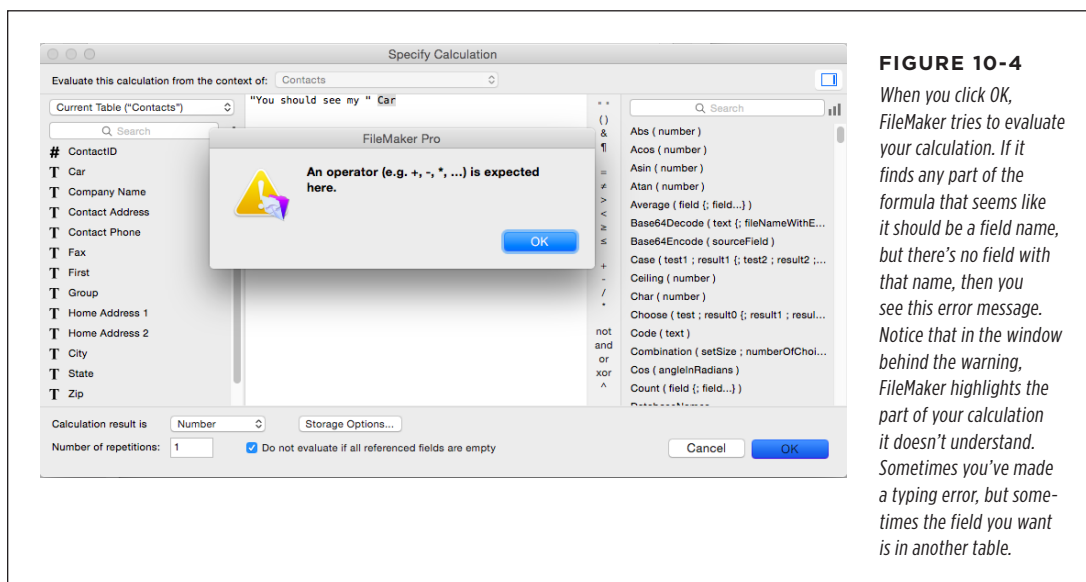 Specify Calculation
Evaluate this calculation from the context of: Contacts
Current Table ("Contacts")
Search
# ContactID
T Car
T Company Name
T Contact Address
T Contact Phone
T Fax
T First
T Group
T Home Address 1
T Home Address 2
T City
T State
T Zip
"You should see my " Car
FileMaker Pro
An operator (e.g. +, -, *, ...) is expected
here.
OK
" "
( )
&
¶
=
≠
>
<
≥
≤
+
-
/
*
not
and
or
xor
^
Search
Abs ( number )
Acos ( number )
Asin ( number )
Atan ( number )
Average ( field {; field...} )
Base64Decode ( text {; fileNameWithE...
Base64Encode ( sourceField )
Case ( test1 ; result1 {; test2 ; result2 ;...
Ceiling ( number )
Char ( number )
Choose ( test ; result0 {; result1 ; resul...
Code ( text )
Combination ( setSize ; numberOfChoi...
Cos ( angleInRadians )
Count ( field {; field...} )
Calculation result is Number Storage Options...
Number of repetitions: 1 Do not evaluate if all referenced fields are empty
Cancel OK
FIGURE 10-4
When you click OK,
FileMaker tries to evaluate
your calculation. If it
finds any part of the
formula that seems like
it should be a field name,
but there's no field with
that name, then you
see this error message.
Notice that in the window
behind the warning,
FileMaker highlights the
part of your calculation
it doesn't understand.
Sometimes you've made
a typing error, but some-
times the field you want
is in another table.